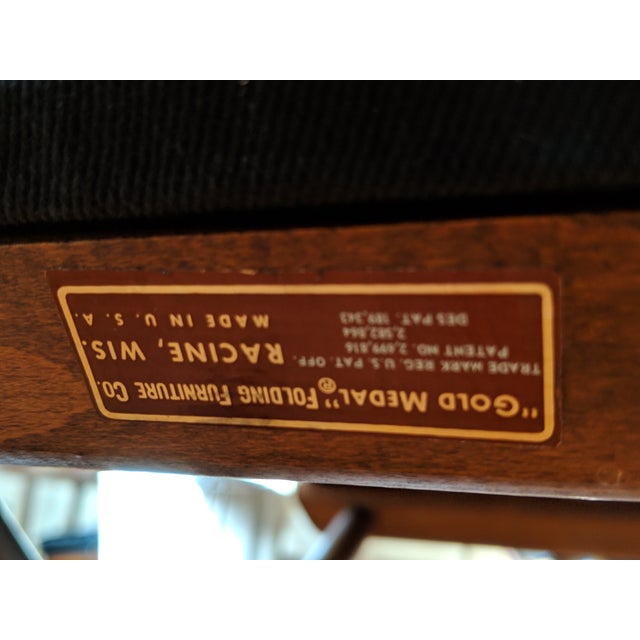 "GOLD MEDAL"® FOLDING FURNITURE CO.
TRADE MARK REG. U.S. PAT. OFF. RACINE, WIS.
PATENT NO. 2,699,816
2,582,864 MADE IN U. S. A.
DES PAT. 189,343